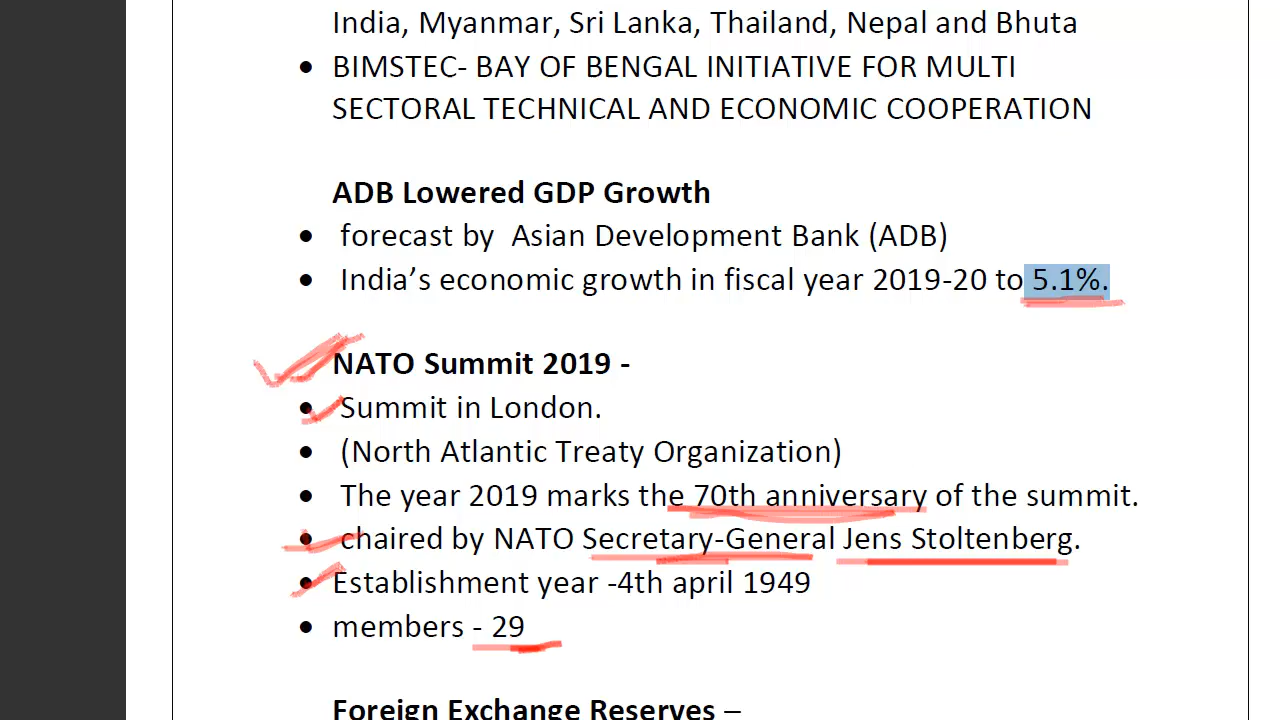 India, Myanmar, Sri Lanka, Thailand, Nepal and Bhuta
• BIMSTEC- BAY OF BENGAL INITIATIVE FOR MULTI
SECTORAL TECHNICAL AND ECONOMIC COOPERATION
ADB Lowered GDP Growth
• forecast by Asian Development Bank (ADB)
• India’s economic growth in fiscal year 2019-20 to 5.1%.
NATO Summit 2019 -
• Summit in London.
• (North Atlantic Treaty Organization)
• The year 2019 marks the 70th anniversary of the summit.
• chaired by NATO Secretary-General Jens Stoltenberg.
• Establishment year -4th april 1949
• members - 29
Foreign Exchange Reserves –